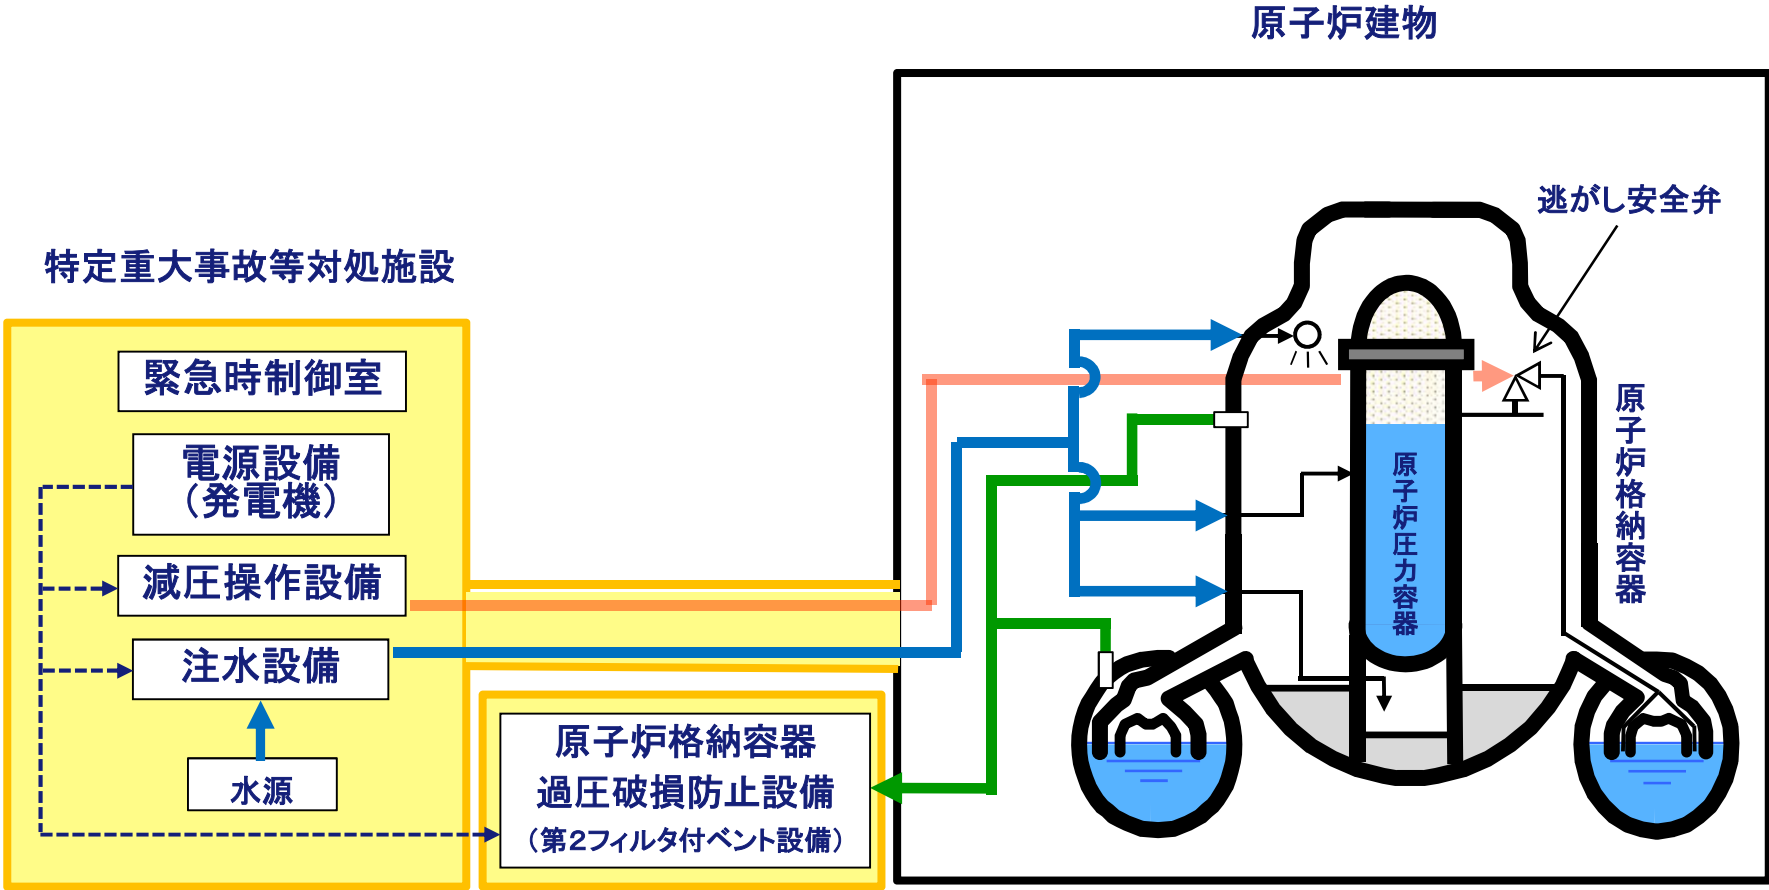 原子炉建物
逃がし安全弁
特定重大事故等対処施設
緊急時制御室
電源設備
（発電機）
減圧操作設備
注水設備
水源
原子炉格納容器
過圧破損防止設備
（第２フィルタ付ベント設備）
原子炉圧力容器
原子炉格納容器